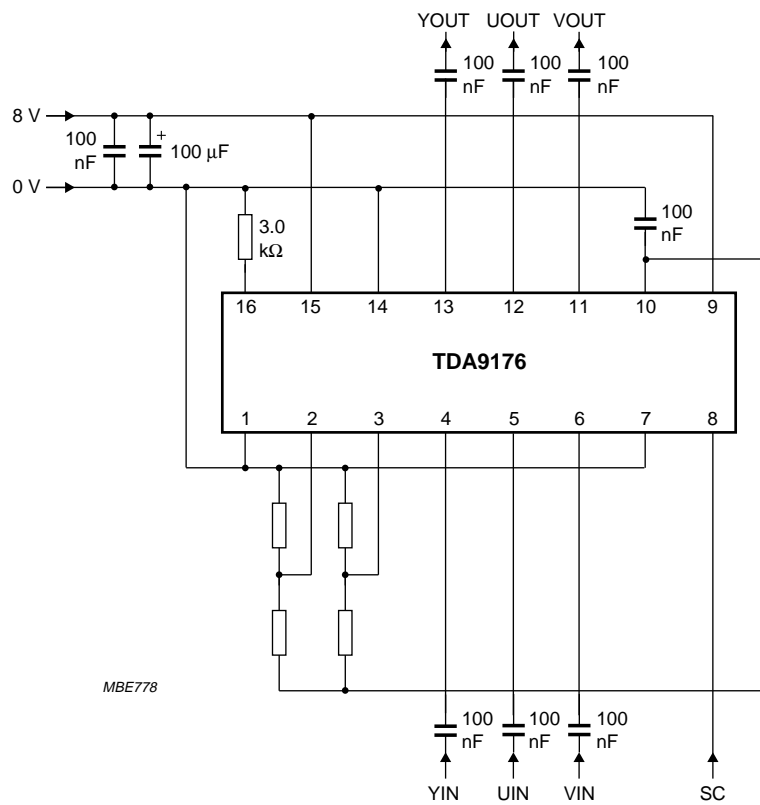 YOUT UOUT VOUT
100 nF
100 nF
100 nF
8 V
100 nF
+
100 µF
0 V
3.0 kΩ
100 nF
16 15 14 13 12 11 10 9
TDA9176
1 2 3 4 5 6 7 8
MBE778
100 nF
100 nF
100 nF
YIN UIN VIN SC